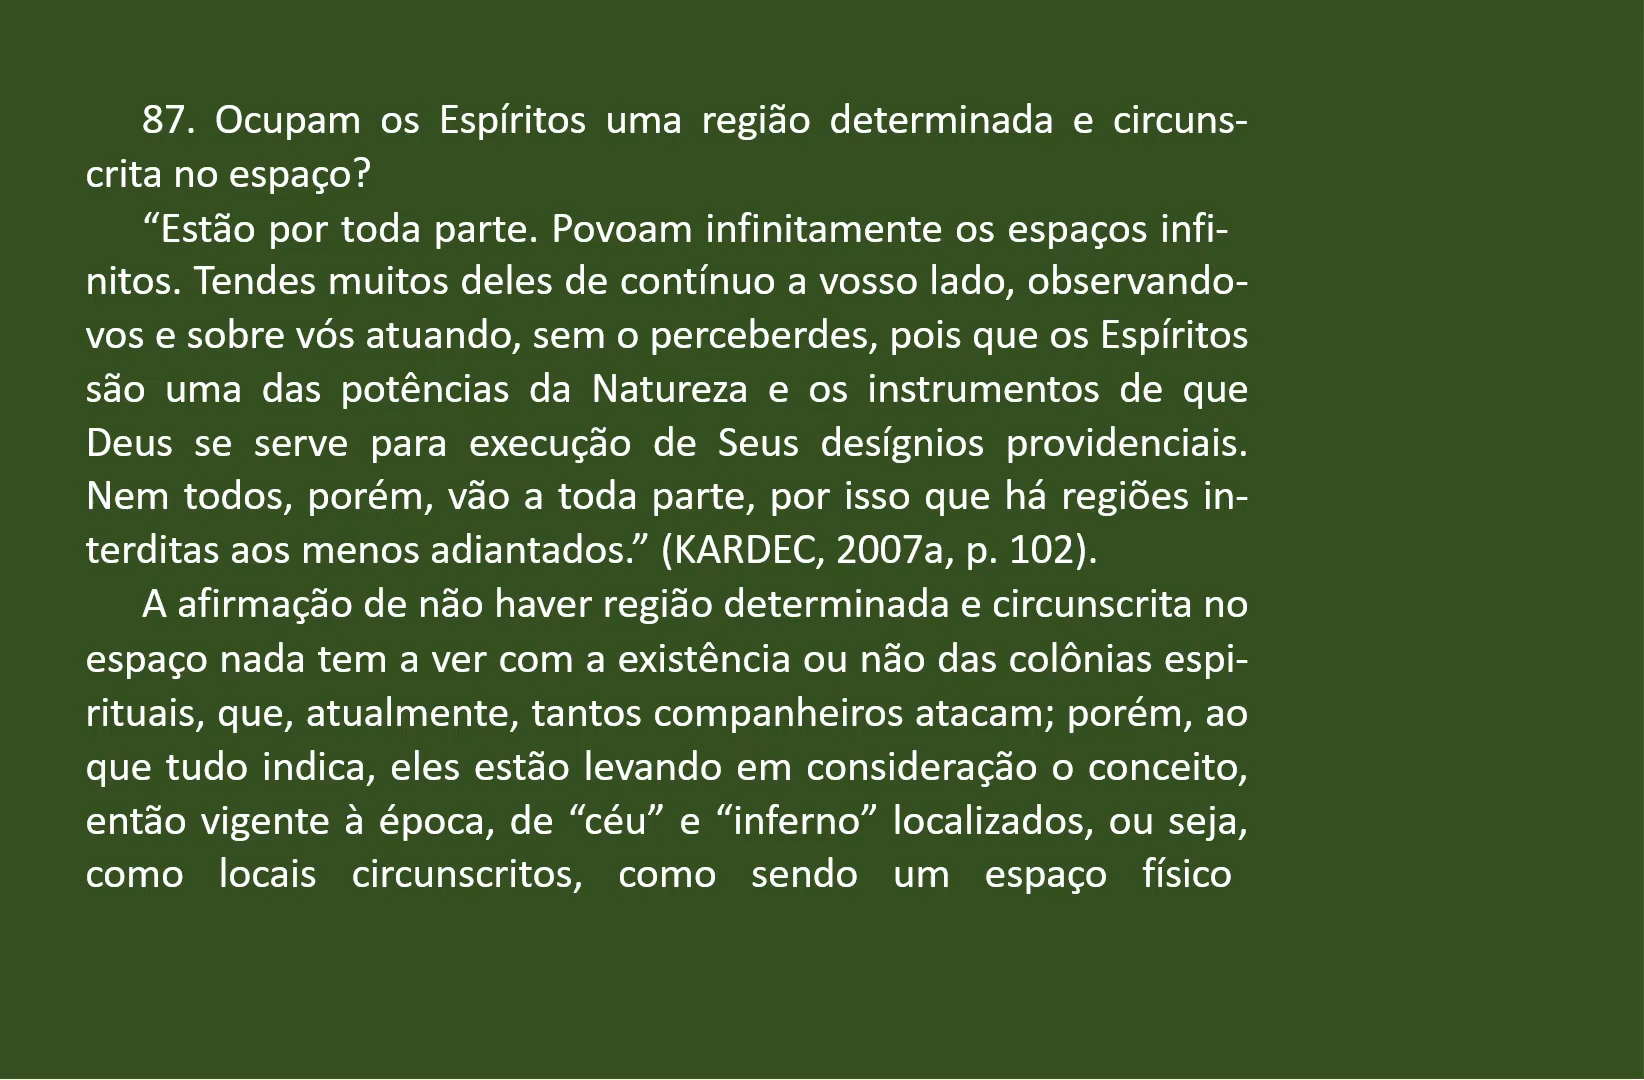 87. Ocupam os Espíritos uma região determinada e circuns-
crita no espaço?
“Estão por toda parte. Povoam infinitamente os espaços infi-
nitos. Tendes muitos deles de contínuo a vosso lado, observando-
vos e sobre vós atuando, sem o perceberdes, pois que os Espíritos
são uma das potências da Natureza e os instrumentos de que
Deus se serve para execução de Seus desígnios providenciais.
Nem todos, porém, vão a toda parte, por isso que há regiões in-
terditas aos menos adiantados.” (KARDEC, 2007a, p. 102).
A afirmação de não haver região determinada e circunscrita no
espaço nada tem a ver com a existência ou não das colônias espi-
rituais, que, atualmente, tantos companheiros atacam; porém, ao
que tudo indica, eles estão levando em consideração o conceito,
então vigente à época, de “céu” e “inferno” localizados, ou seja,
como locais circunscritos, como sendo um espaço físico